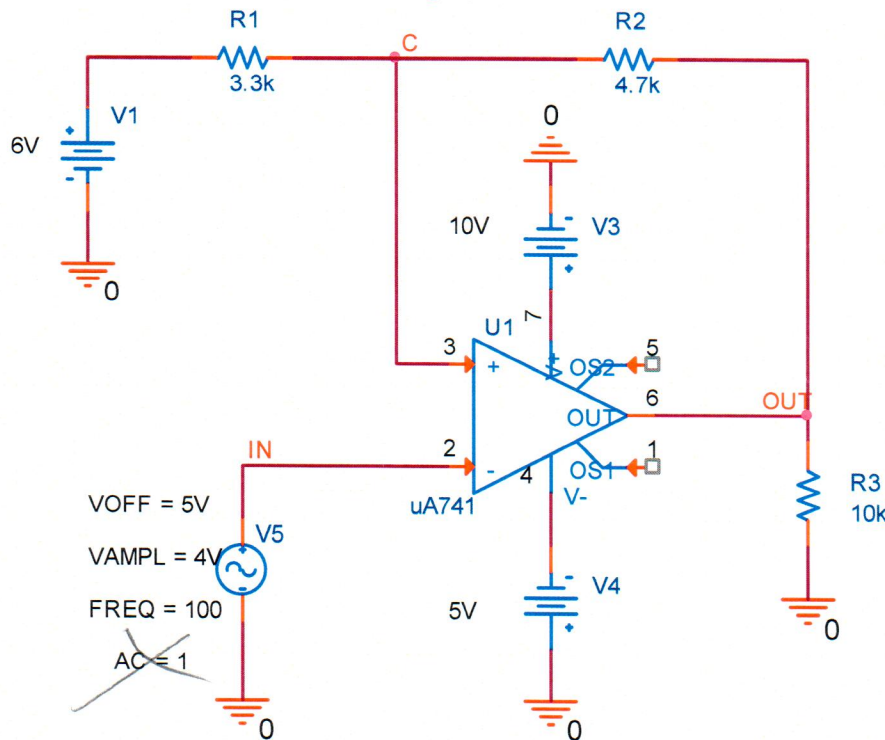 R1
3.3k
C
R2
4.7k
V1
+
6V
-
0
0
10V
-
V3
+
7
U1
3
+
V+
OS2
5
OUT
6
OUT
IN
2
-
4
OS1
1
uA741
V-
R3
10k
0
VOFF = 5V
V5
+
VAMPL = 4V
-
FREQ = 100
AC = 1
0
5V
-
V4
+
0